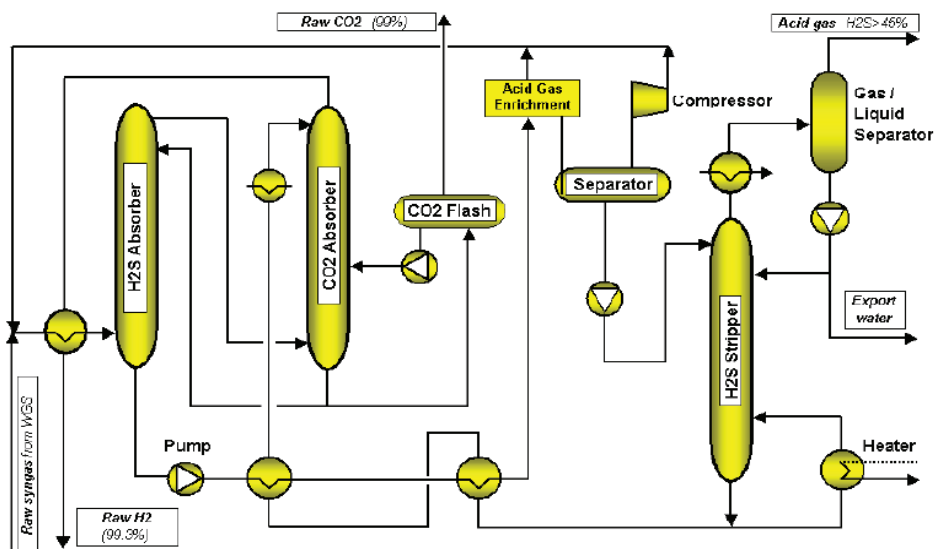 Raw CO2 (99%)
Acid gas H2S>45%
Acid Gas
Enrichment
Compressor
Gas /
Liquid
Separator
Separator
CO2 Flash
H2S Absorber
CO2 Absorber
H2S Stripper
Export
water
Pump
Heater
Raw syngas from WGS
Raw H2
(99.3%)